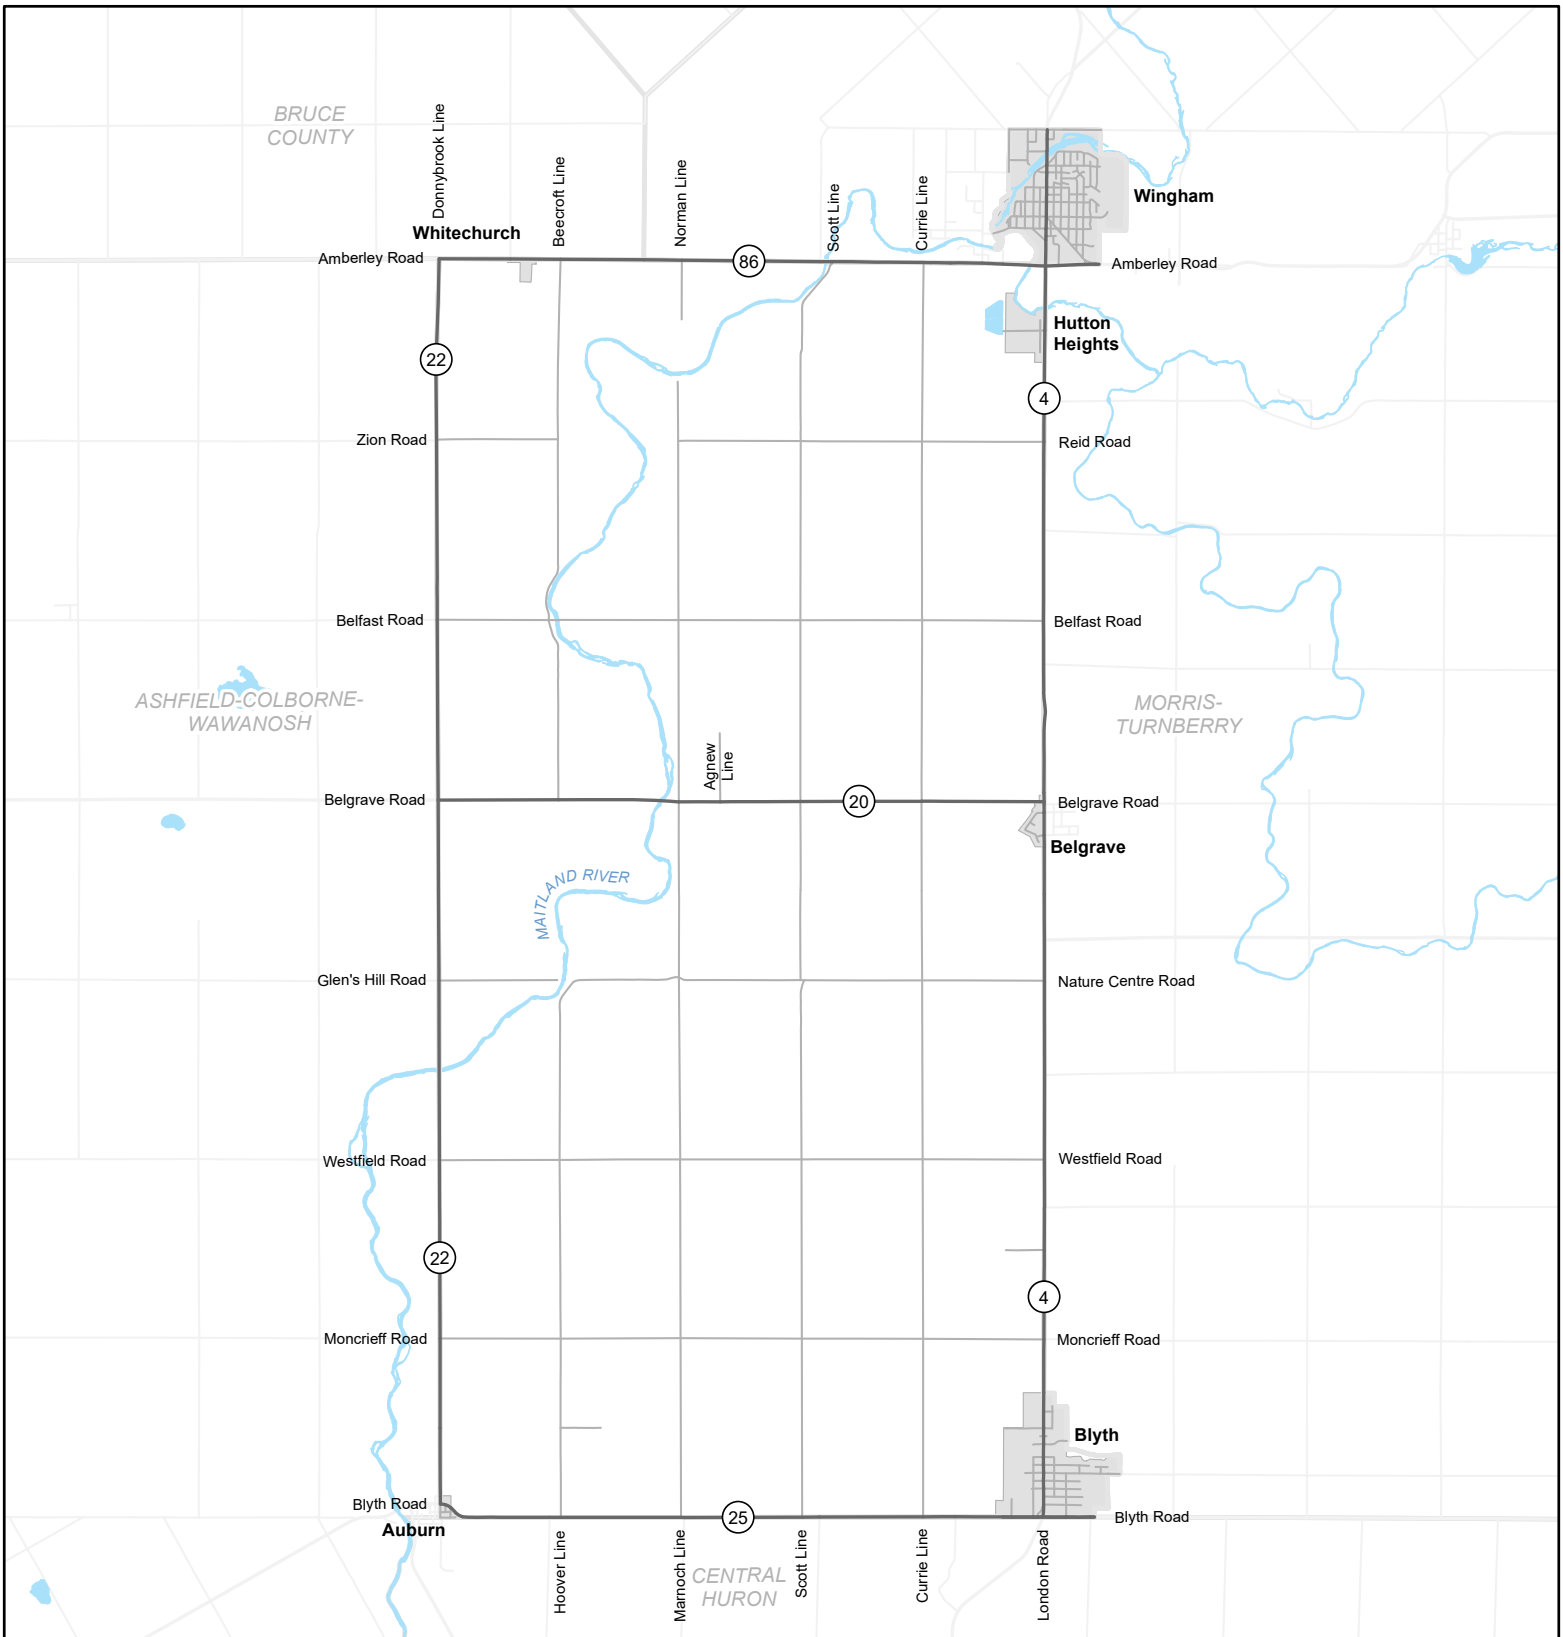 BRUCE
COUNTY
Donnybrook Line
Beecroft Line
Norman Line
Scott Line
Currie Line
Wingham
Whitechurch
Amberley Road
86
Amberley Road
Hutton
Heights
22
4
Zion Road
Reid Road
Belfast Road
Belfast Road
ASHFIELD-COLBORNE-
WAWANOSH
MORRIS-
TURNBERRY
Agnew
Line
Belgrave Road
20
Belgrave Road
Belgrave
MAITLAND RIVER
Glen's Hill Road
Nature Centre Road
Westfield Road
Westfield Road
22
4
Moncrieff Road
Moncrieff Road
Blyth
Blyth Road
25
Blyth Road
Auburn
Hoover Line
Marnoch Line
Scott Line
Currie Line
London Road
CENTRAL
HURON